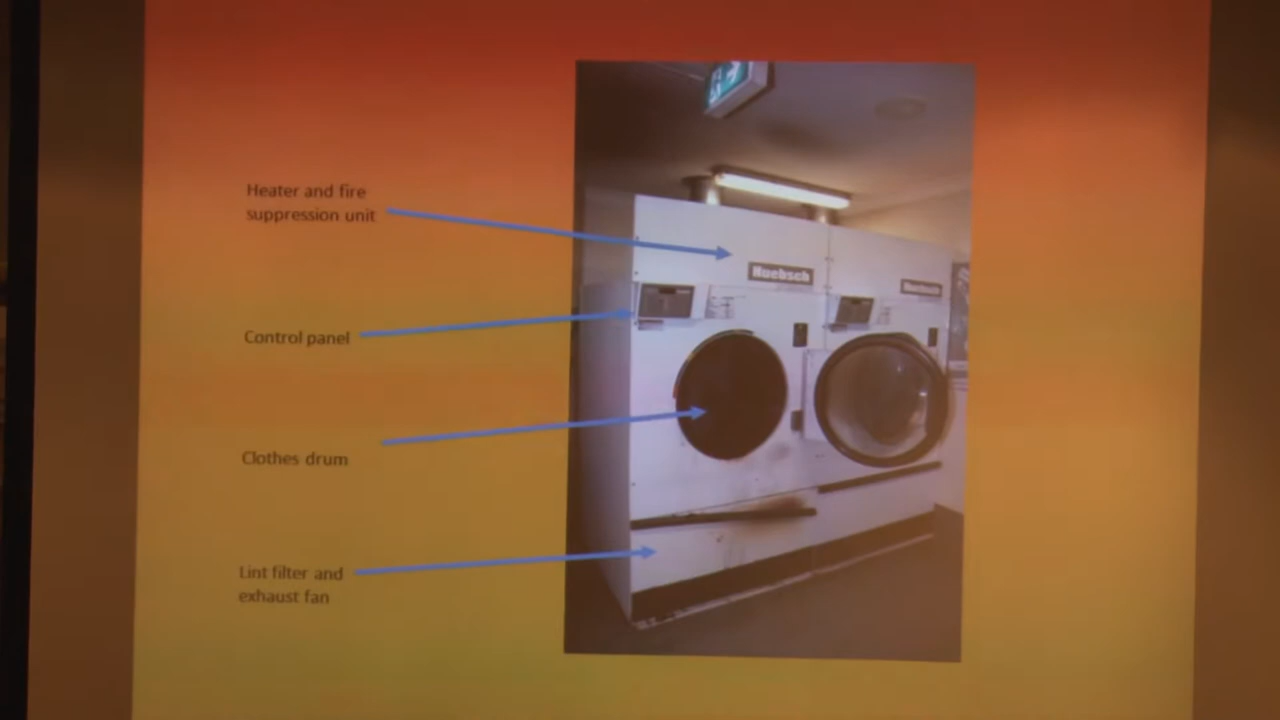 Heater and fire
suppression unit
Huebsch
Huebsch
Control panel
Clothes drum
Lint filter and
exhaust fan